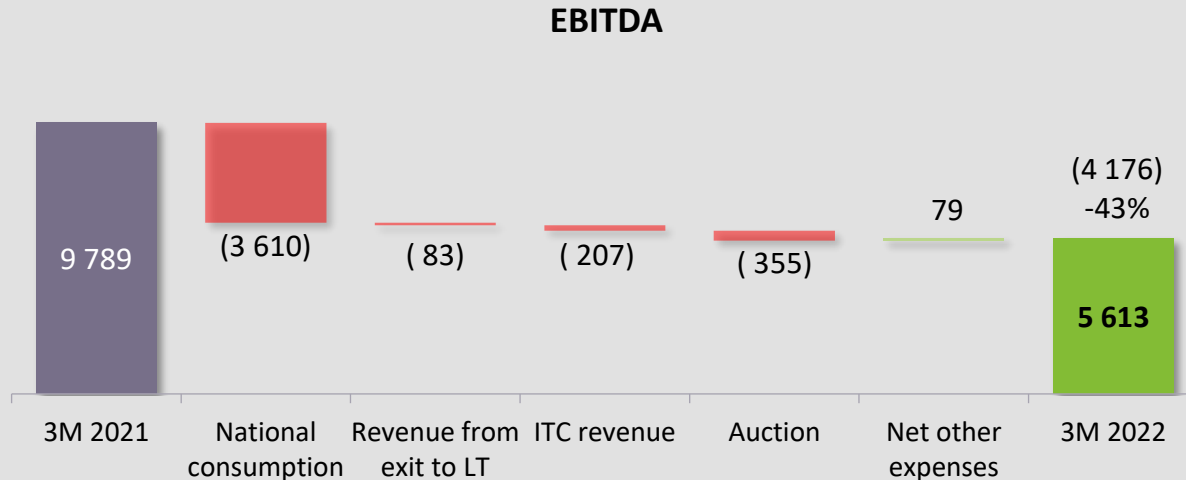 EBITDA
9 789
(3 610)
( 83)
( 207)
( 355)
79
(4 176)
-43%
5 613
3M 2021
National
consumption
Revenue from
exit to LT
ITC revenue
Auction
Net other
expenses
3M 2022